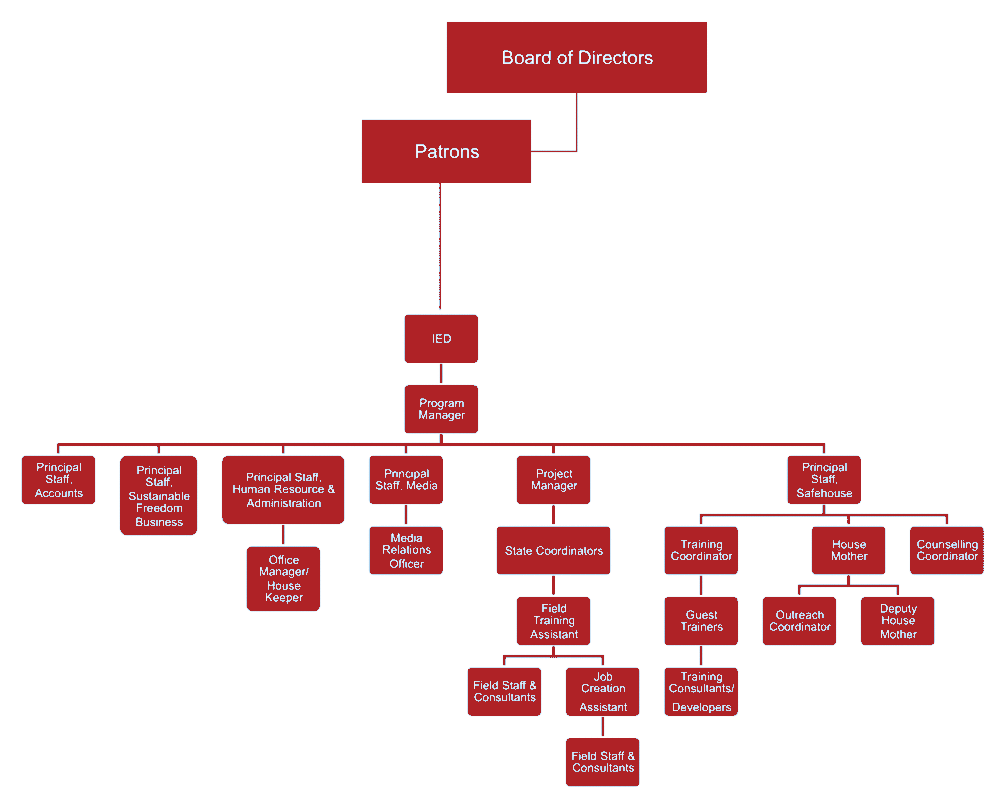 Board of Directors
Patrons
IED
Program
Manager
Principal
Staff,
Accounts
Principal
Staff,
Sustainable
Freedom
Business
Principal Staff,
Human Resource &
Administration
Principal
Staff, Media
Project
Manager
Principal
Staff,
Safehouse
Office
Manager/
House
Keeper
Media
Relations
Officer
State Coordinators
Training
Coordinator
House
Mother
Counselling
Coordinator
Field
Training
Assistant
Guest
Trainers
Outreach
Coordinator
Deputy
House
Mother
Field Staff &
Consultants
Job
Creation
Assistant
Training
Consultants/
Developers
Field Staff &
Consultants